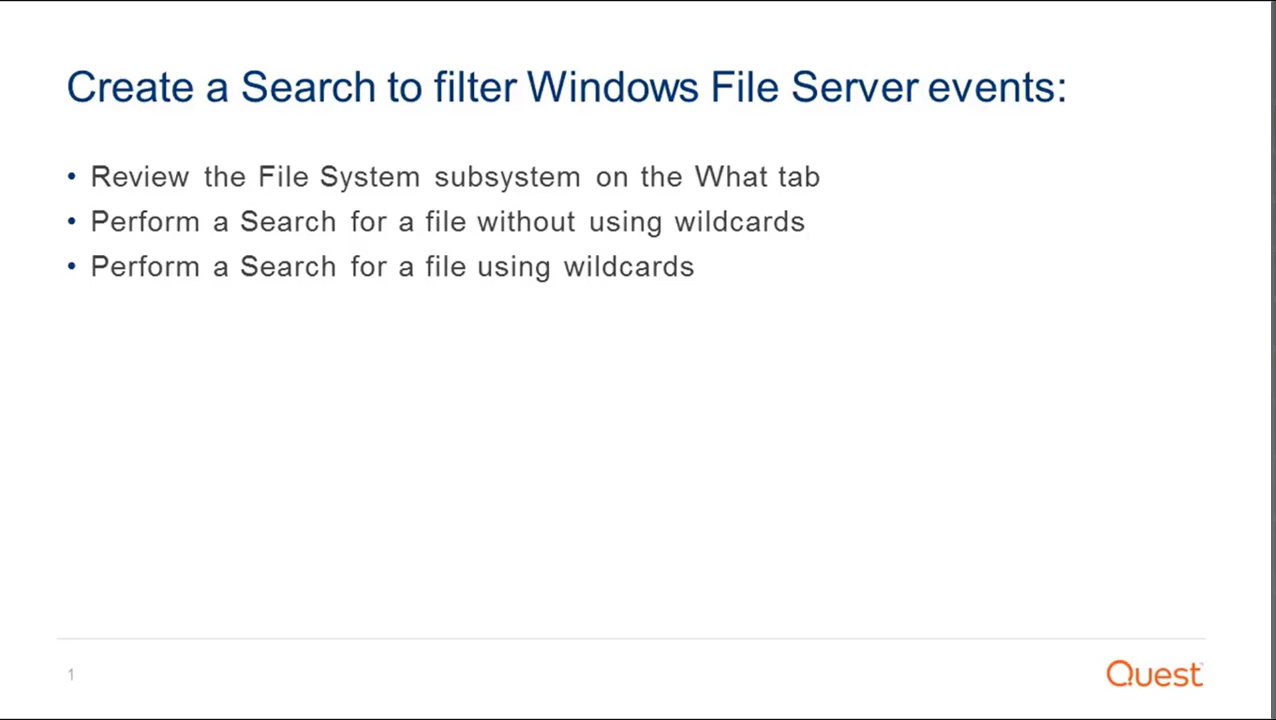 Create a Search to filter Windows File Server events:
• Review the File System subsystem on the What tab
• Perform a Search for a file without using wildcards
• Perform a Search for a file using wildcards
1
Quest